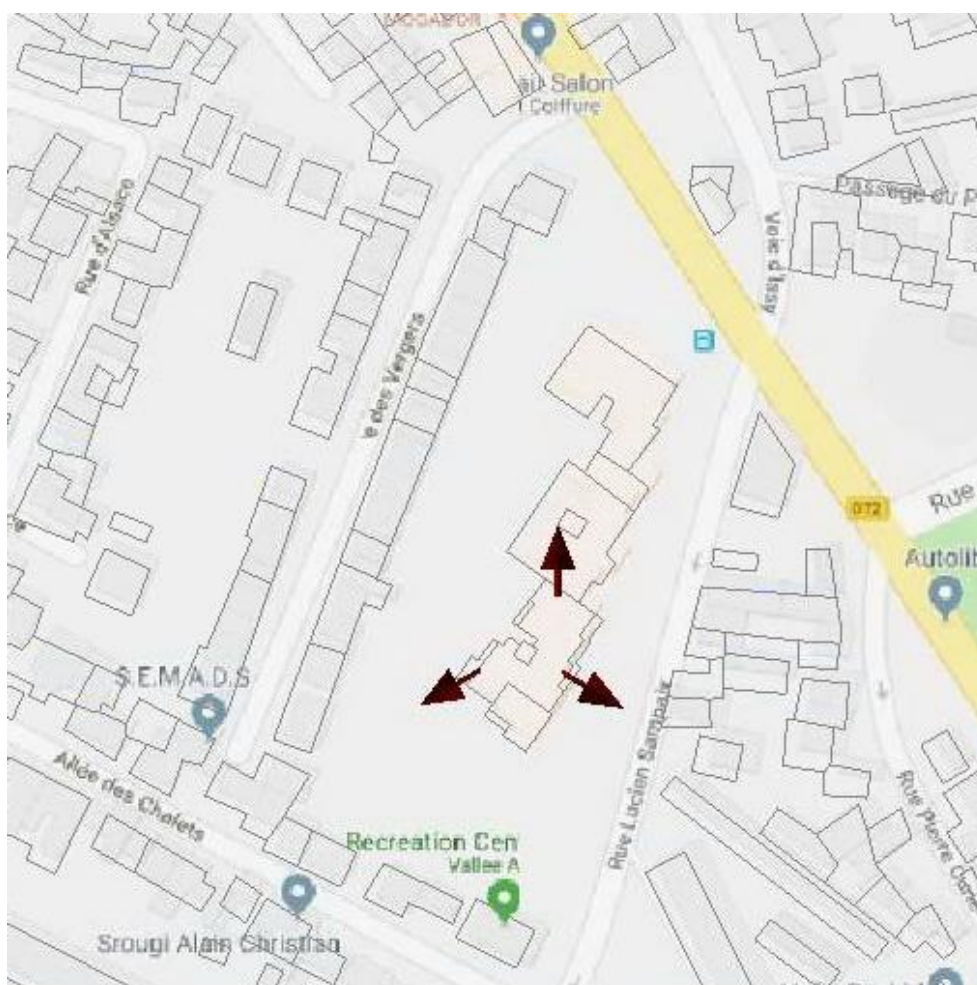 au Salon
Coiffure
Passage du P
Rue d'Alsace
Voie d'Issy
e des Vergers
Rue
D72
Autolib
S.E.M.A.D.S
Rue Lucien Sampaix
Allée des Chalets
Recreation Cen
Vallee A
Rue Pierre
Srougi Alain Christian